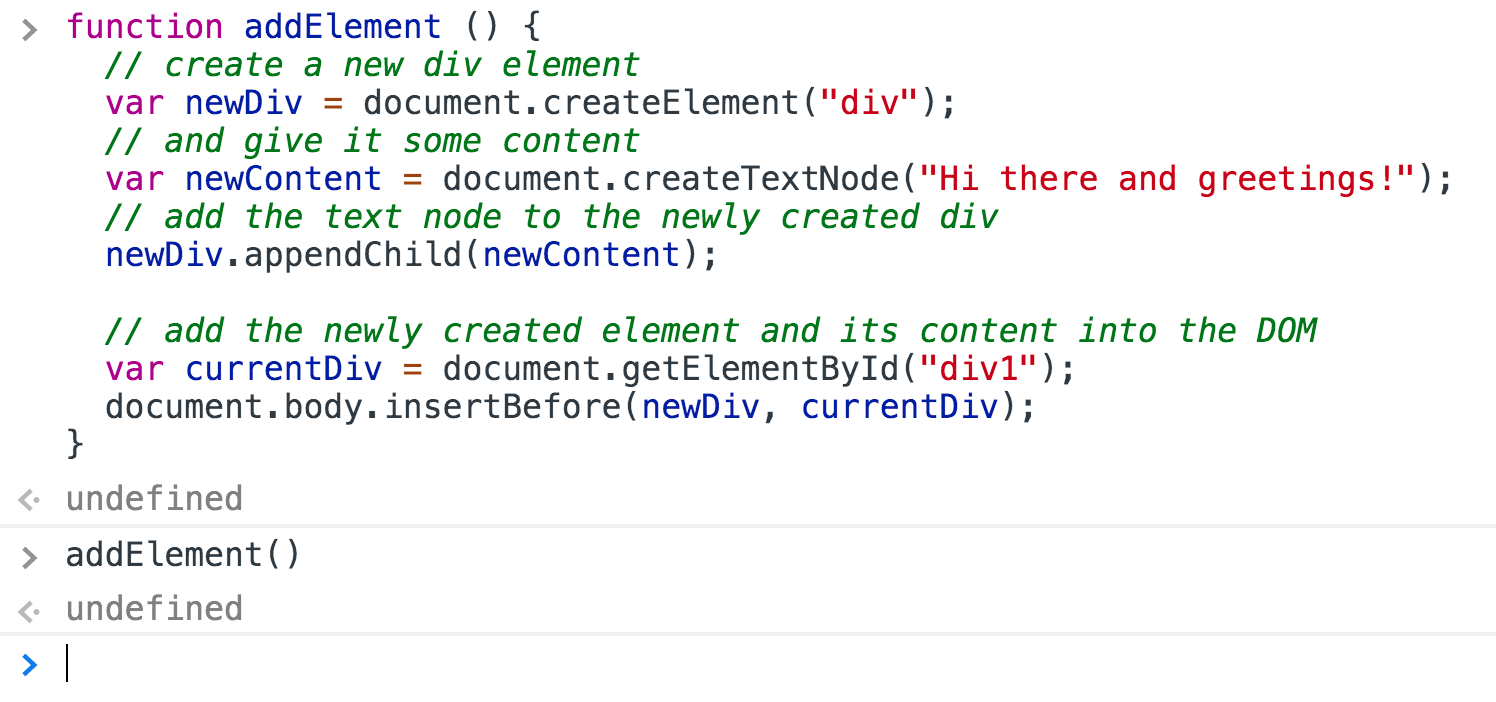 function addElement () {
// create a new div element
var newDiv = document.createElement("div");
// and give it some content
var newContent = document.createTextNode("Hi there and greetings!");
// add the text node to the newly created div
newDiv.appendChild(newContent);
// add the newly created element and its content into the DOM
var currentDiv = document.getElementById("div1");
document.body.insertBefore(newDiv, currentDiv);
}
undefined
addElement()
undefined